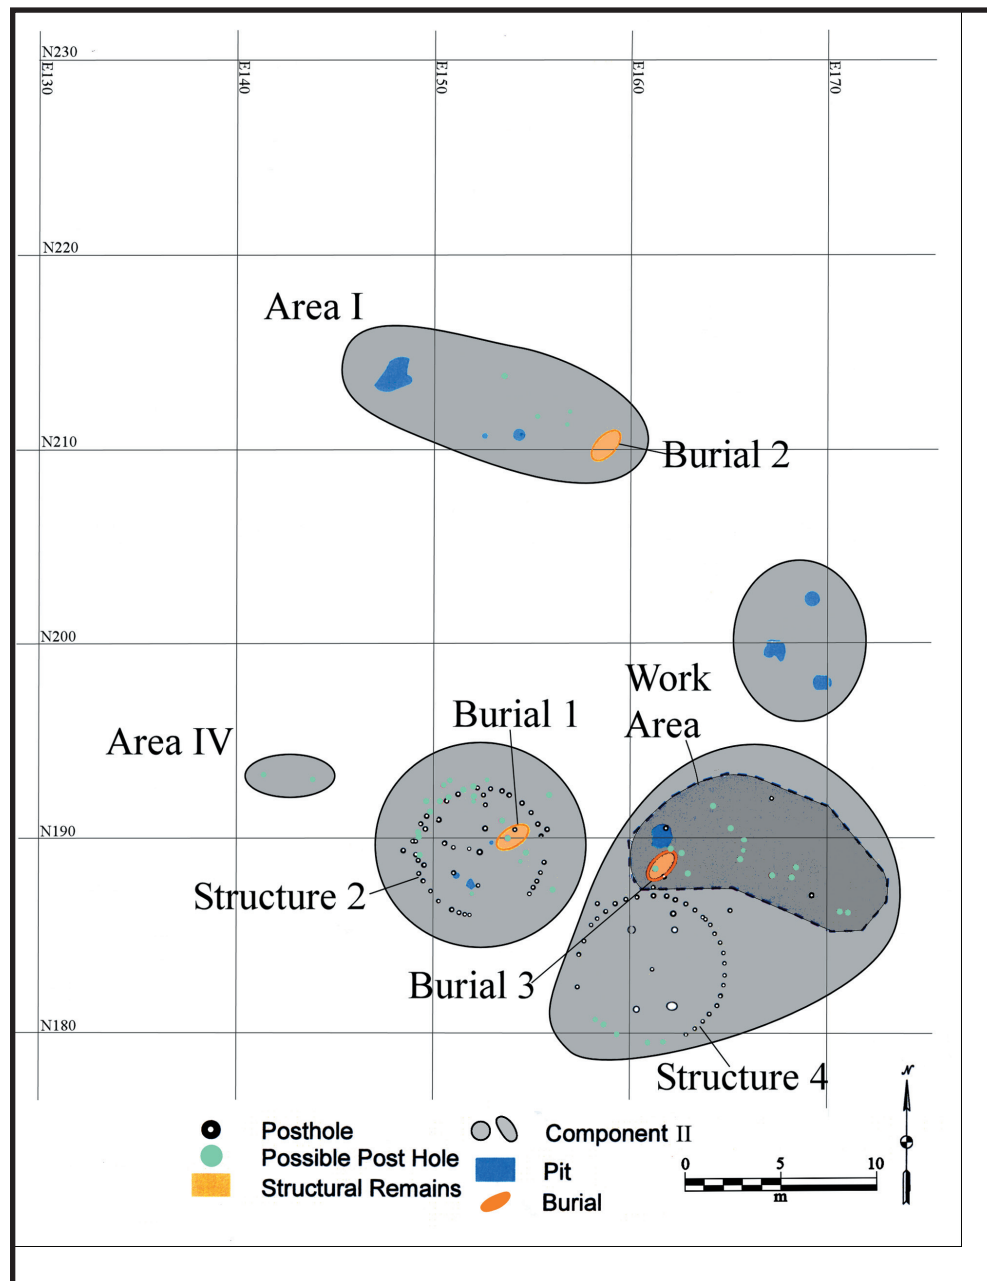 N230
E130
E140
E150
E160
E170
N220
Area I
N210
Burial 2
N200
Work
Area
Burial 1
Area IV
N190
Structure 2
Burial 3
N180
Structure 4
N
Posthole
Possible Post Hole
Structural Remains
Component II
Pit
Burial
0 5 10
m